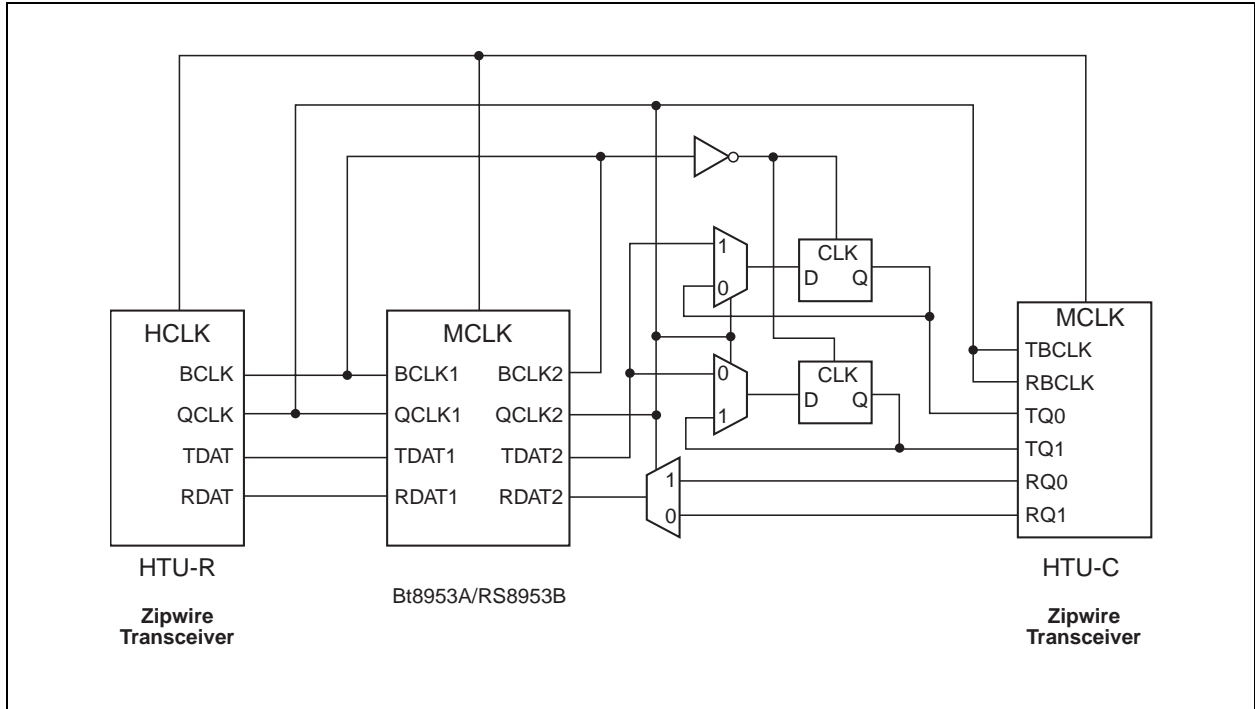 HCLK
BCLK
QCLK
TDAT
RDAT
HTU-R
Zipwire
Transceiver
MCLK
BCLK1
QCLK1
TDAT1
RDAT1
BCLK2
QCLK2
TDAT2
RDAT2
Bt8953A/RS8953B
1
0
CLK
D
Q
0
1
CLK
D
Q
1
0
MCLK
TBCLK
RBCLK
TQ0
TQ1
RQ0
RQ1
HTU-C
Zipwire
Transceiver